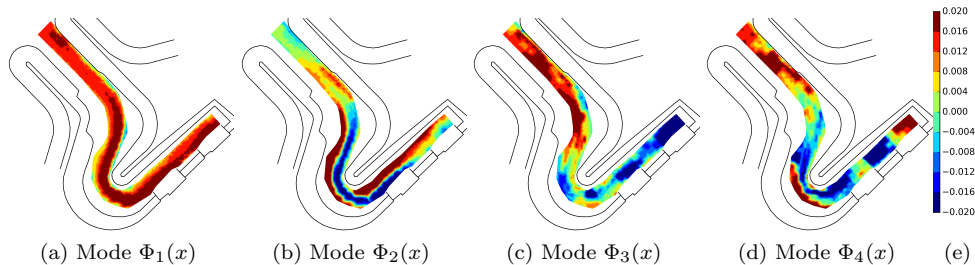 0.020
0.016
0.012
0.008
0.004
0.000
−0.004
−0.008
−0.012
−0.016
−0.020
(a) Mode Φ₁(x)
(b) Mode Φ₂(x)
(c) Mode Φ₃(x)
(d) Mode Φ₄(x)
(e)